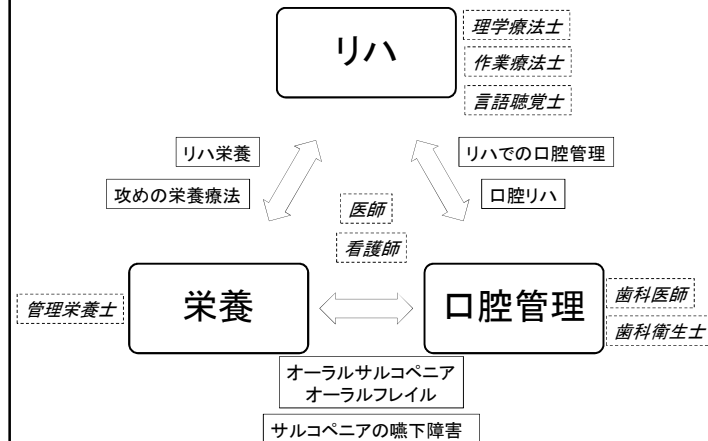 リハ
理学療法士
作業療法士
言語聴覚士
リハ栄養
リハでの口腔管理
攻めの栄養療法
口腔リハ
医師
看護師
管理栄養士
栄養
口腔管理
歯科医師
歯科衛生士
オーラルサルコペニア
オーラルフレイル
サルコペニアの嚥下障害